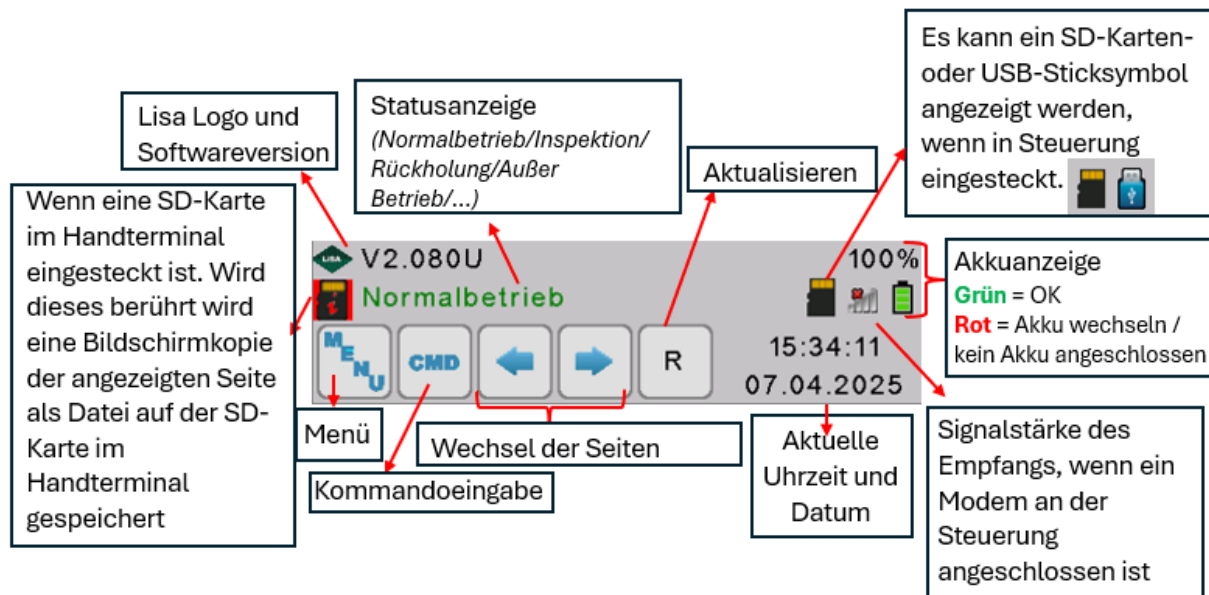 Es kann ein SD-Karten-
oder USB-Sticksymbol
angezeigt werden,
wenn in Steuerung
eingesteckt.
Statusanzeige
(Normalbetrieb/Inspektion/
Rückholung/Außer
Betrieb/...)
Lisa Logo und
Softwareversion
Aktualisieren
Wenn eine SD-Karte
im Handterminal
eingesteckt ist. Wird
dieses berührt wird
eine Bildschirmkopie
der angezeigten Seite
als Datei auf der SD-
Karte im
Handterminal
gespeichert
LiSA V2.080U
100%
i Normalbetrieb
MENU
CMD
R
15:34:11
07.04.2025
Akkuanzeige
Grün = OK
Rot = Akku wechseln /
kein Akku angeschlossen
Menü
Wechsel der Seiten
Kommandoeingabe
Aktuelle
Uhrzeit und
Datum
Signalstärke des
Empfangs, wenn ein
Modem an der
Steuerung
angeschlossen ist